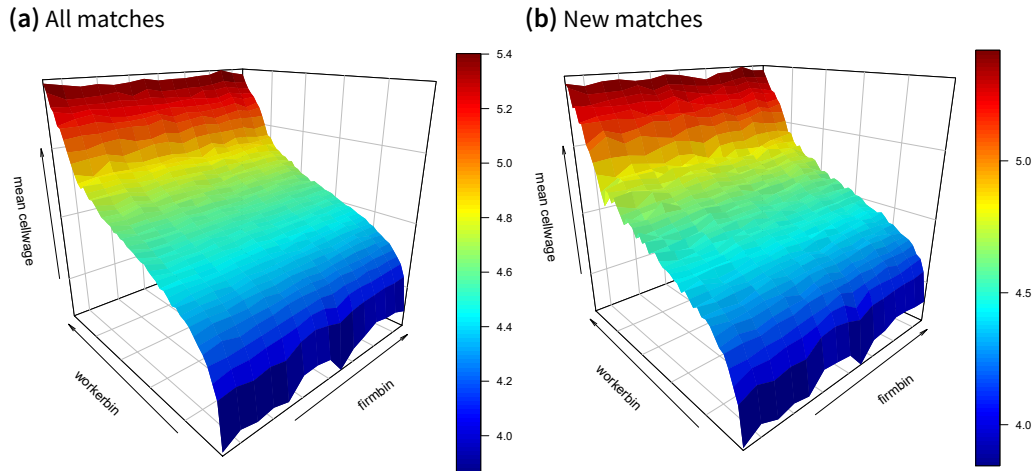 (a) All matches
mean cellwage
workerbin
firmbin
5.4
5.2
5.0
4.8
4.6
4.4
4.2
4.0
(b) New matches
mean cellwage
workerbin
firmbin
5.0
4.5
4.0